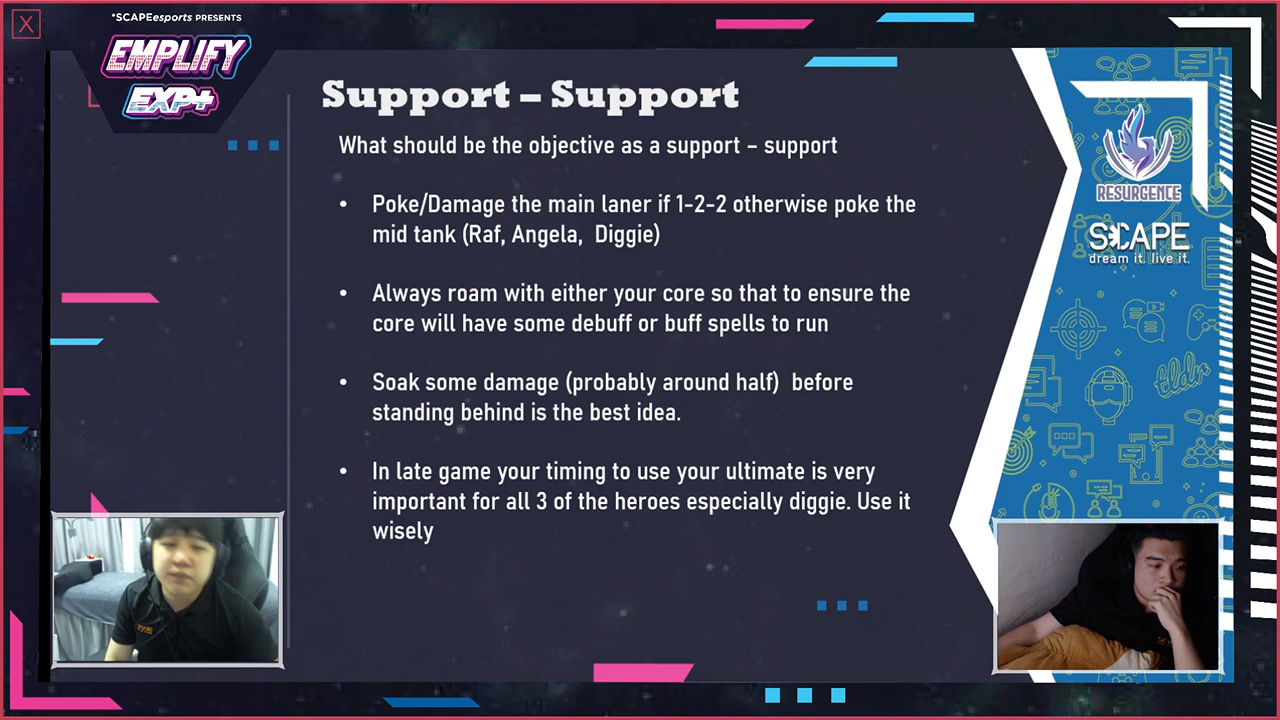 *SCAPEesports PRESENTS
EMPLIFY
EXP+
Support – Support
What should be the objective as a support – support
• Poke/Damage the main laner if 1-2-2 otherwise poke the
mid tank (Raf, Angela, Diggie)
• Always roam with either your core so that to ensure the
core will have some debuff or buff spells to run
• Soak some damage (probably around half) before
standing behind is the best idea.
• In late game your timing to use your ultimate is very
important for all 3 of the heroes especially diggie. Use it
wisely
RESURGENCE
S*CAPE
dream it. live it.